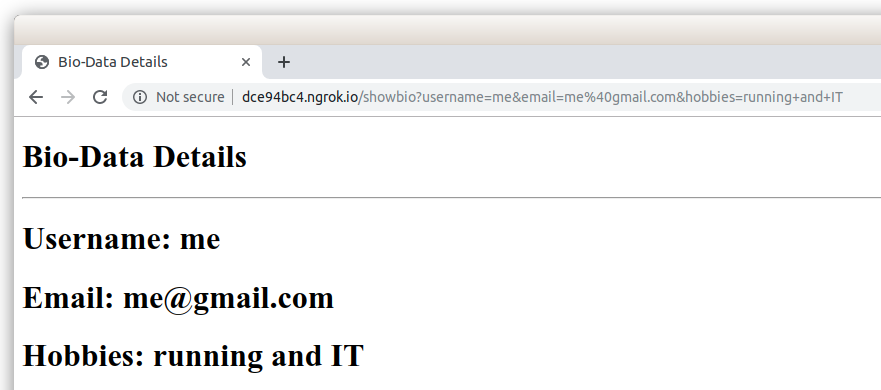 Bio-Data Details
Not secure dce94bc4.ngrok.io/showbio?username=me&email=me%40gmail.com&hobbies=running+and+IT
Bio-Data Details
Username: me
Email: me@gmail.com
Hobbies: running and IT